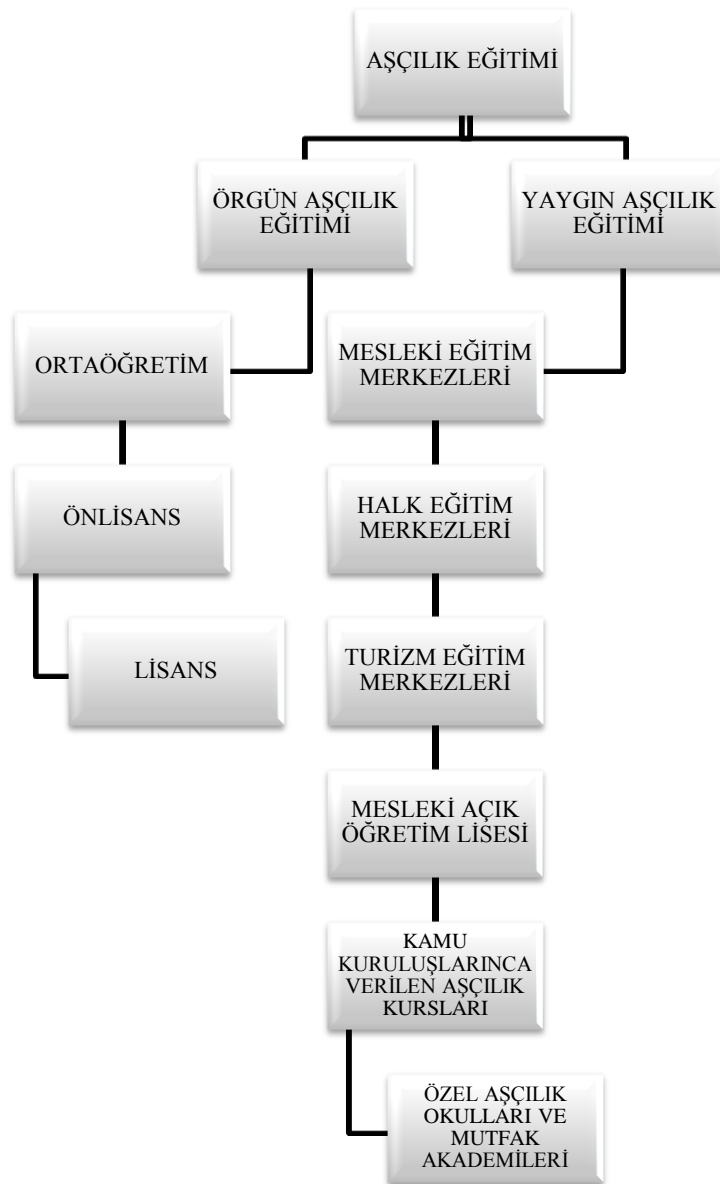 AŞÇILIK EĞİTİMİ
ÖRGÜN AŞÇILIK
EĞİTİMİ
YAYGIN AŞÇILIK
EĞİTİMİ
ORTAÖĞRETİM
MESLEKİ EĞİTİM
MERKEZLERİ
ÖNLİSANS
HALK EĞİTİM
MERKEZLERİ
LİSANS
TURİZM EĞİTİM
MERKEZLERİ
MESLEKİ AÇIK
ÖĞRETİM LİSESİ
KAMU
KURULUŞLARINCA
VERİLEN AŞÇILIK
KURSLARI
ÖZEL AŞÇILIK
OKULLARI VE
MUTFAK
AKADEMİLERİ